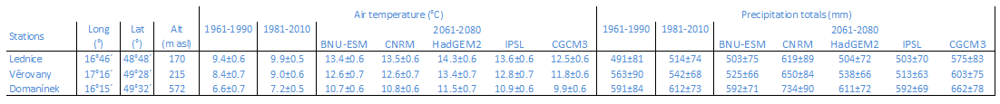 Air temperature (°C) Precipitation totals (mm)
Stations Long (°) Lat (°) Alt (m asl) 1961-1990 1981-2010 2061-2080 1961-1990 1981-2010 2061-2080
BNU-ESM CNRM HadGEM2 IPSL CGCM3 BNU-ESM CNRM HadGEM2 IPSL CGCM3
Lednice 16°46´ 48°48´ 170 9.4±0.6 9.9±0.5 13.4±0.6 13.5±0.6 14.3±0.6 13.6±0.6 12.5±0.6 491±81 514±74 503±75 619±89 504±72 503±70 575±83
Věrovany 17°16´ 49°28´ 215 8.4±0.7 9.0±0.6 12.6±0.7 12.6±0.7 13.4±0.7 12.8±0.7 11.8±0.6 563±90 542±68 525±66 650±84 538±66 513±63 603±75
Domanínek 16°15´ 49°32´ 572 6.6±0.7 7.2±0.5 10.7±0.6 10.8±0.6 11.5±0.7 10.9±0.6 9.9±0.6 591±84 612±73 592±71 734±90 611±72 592±69 662±78